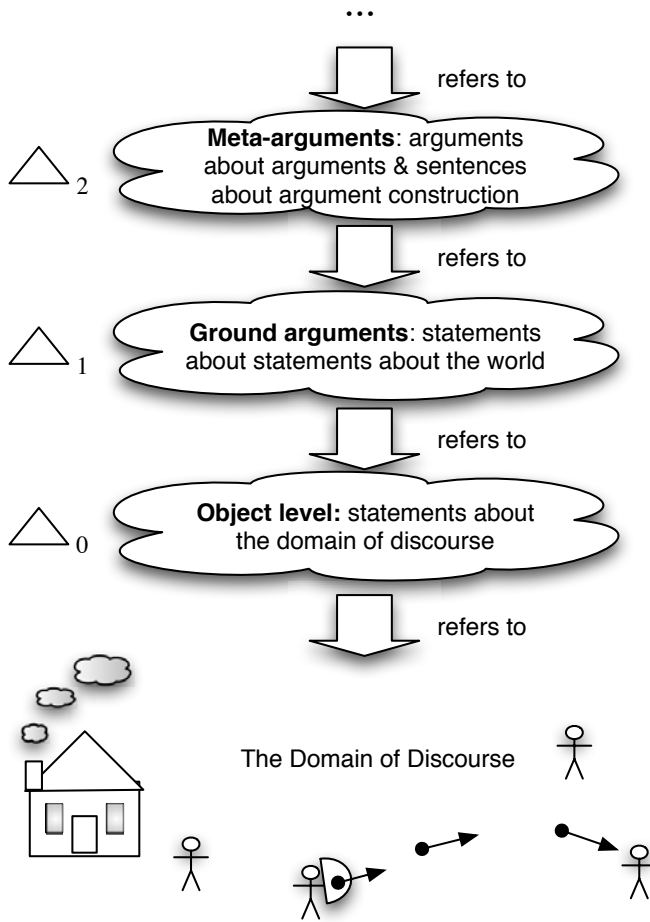 ...
refers to
Meta-arguments: arguments
about arguments & sentences
about argument construction
△2
refers to
Ground arguments: statements
about statements about the world
△1
refers to
Object level: statements about
the domain of discourse
△0
refers to
The Domain of Discourse